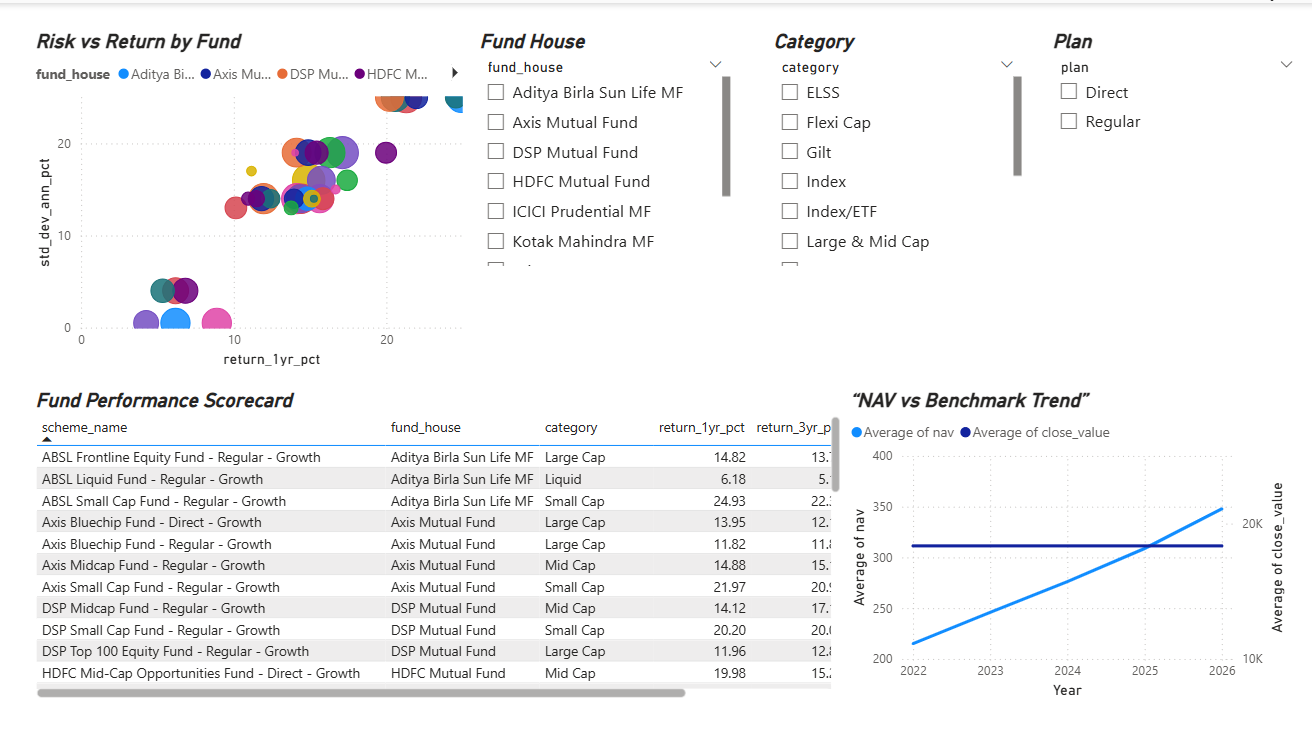 Risk vs Return by Fund
fund_house Aditya Bi... Axis Mu... DSP Mu... HDFC M...
std_dev_ann_pct
20
10
0
0 10 20
return_1yr_pct
Fund House
fund_house
Aditya Birla Sun Life MF
Axis Mutual Fund
DSP Mutual Fund
HDFC Mutual Fund
ICICI Prudential MF
Kotak Mahindra MF
Category
category
ELSS
Flexi Cap
Gilt
Index
Index/ETF
Large & Mid Cap
Plan
plan
Direct
Regular
Fund Performance Scorecard
scheme_name fund_house category return_1yr_pct return_3yr_p
ABSL Frontline Equity Fund - Regular - Growth Aditya Birla Sun Life MF Large Cap 14.82 13.
ABSL Liquid Fund - Regular - Growth Aditya Birla Sun Life MF Liquid 6.18 5.
ABSL Small Cap Fund - Regular - Growth Aditya Birla Sun Life MF Small Cap 24.93 22.
Axis Bluechip Fund - Direct - Growth Axis Mutual Fund Large Cap 13.95 12.
Axis Bluechip Fund - Regular - Growth Axis Mutual Fund Large Cap 11.82 11.
Axis Midcap Fund - Regular - Growth Axis Mutual Fund Mid Cap 14.88 15.
Axis Small Cap Fund - Regular - Growth Axis Mutual Fund Small Cap 21.97 20.
DSP Midcap Fund - Regular - Growth DSP Mutual Fund Mid Cap 14.12 17.
DSP Small Cap Fund - Regular - Growth DSP Mutual Fund Small Cap 20.20 20.
DSP Top 100 Equity Fund - Regular - Growth DSP Mutual Fund Large Cap 11.96 12.
HDFC Mid-Cap Opportunities Fund - Direct - Growth HDFC Mutual Fund Mid Cap 19.98 15.
“NAV vs Benchmark Trend”
Average of nav Average of close_value
Average of nav
400
350
300
250
200
20K
10K
Average of close_value
2022 2023 2024 2025 2026
Year